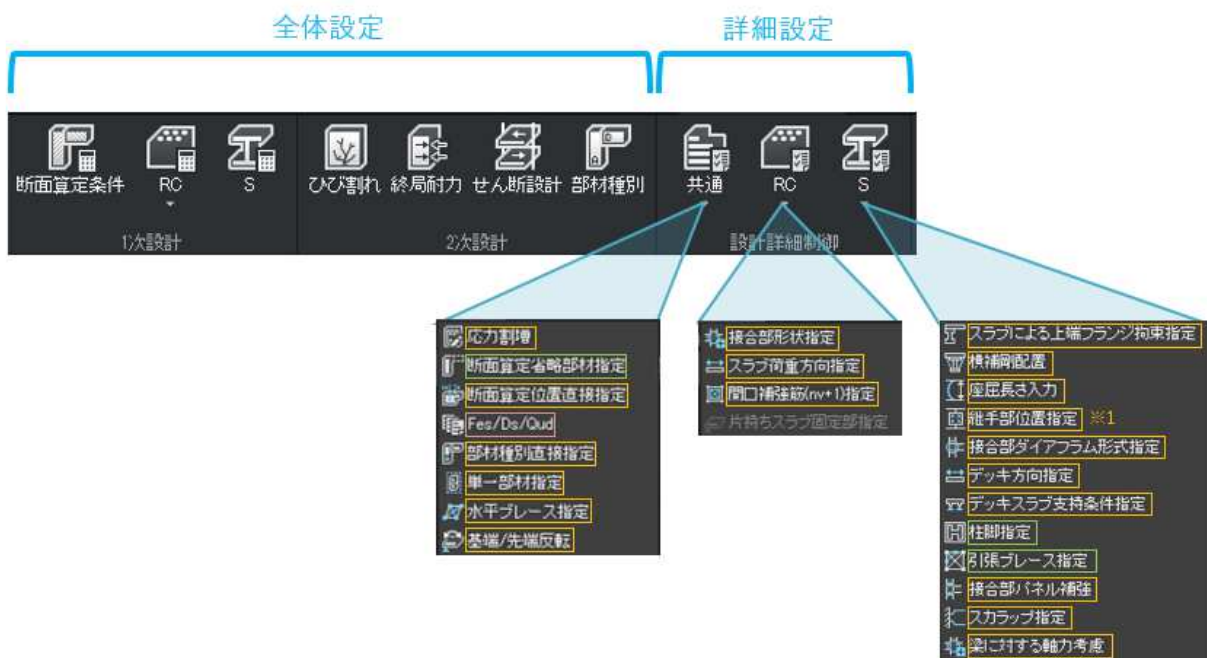 全体設定
詳細設定
断面算定条件
RC
S
ひび割れ
終局耐力
せん断設計
部材種別
共通
RC
S
1)次設計
2)次設計
設計詳細制御
応力割増
断面算定省略部材指定
断面算定位置直接指定
Fes/Ds/Qud
部材種別直接指定
単一部材指定
水平ブレース指定
基端/先端反転
接合部形状指定
スラブ荷重方向指定
開口補強筋(nv+1)指定
片持ちスラブ固定部指定
スラブによる上端フランジ拘束指定
横補剛配置
座屈長さ入力
継手部位置指定 ※1
接合部ダイアフラム形式指定
デッキ方向指定
デッキスラブ支持条件指定
柱脚指定
引張ブレース指定
接合部パネル補強
スカラップ指定
梁に対する軸力考慮